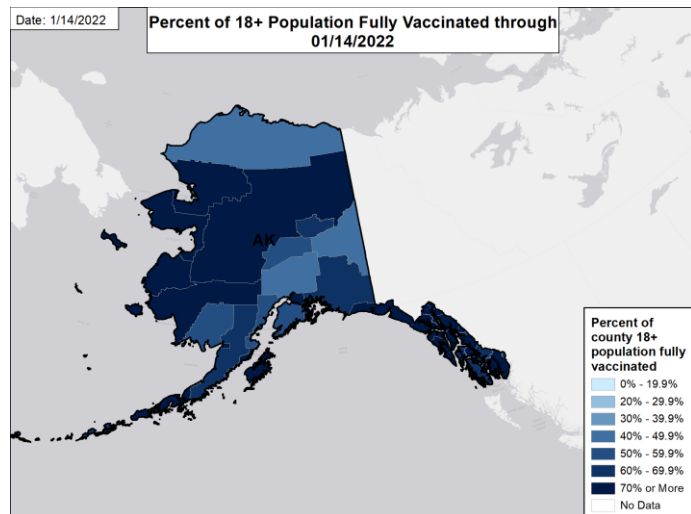 Date: 1/14/2022
Percent of 18+ Population Fully Vaccinated through
01/14/2022
AK
Percent of
county 18+
population fully
vaccinated
0% - 19.9%
20% - 29.9%
30% - 39.9%
40% - 49.9%
50% - 59.9%
60% - 69.9%
70% or More
No Data